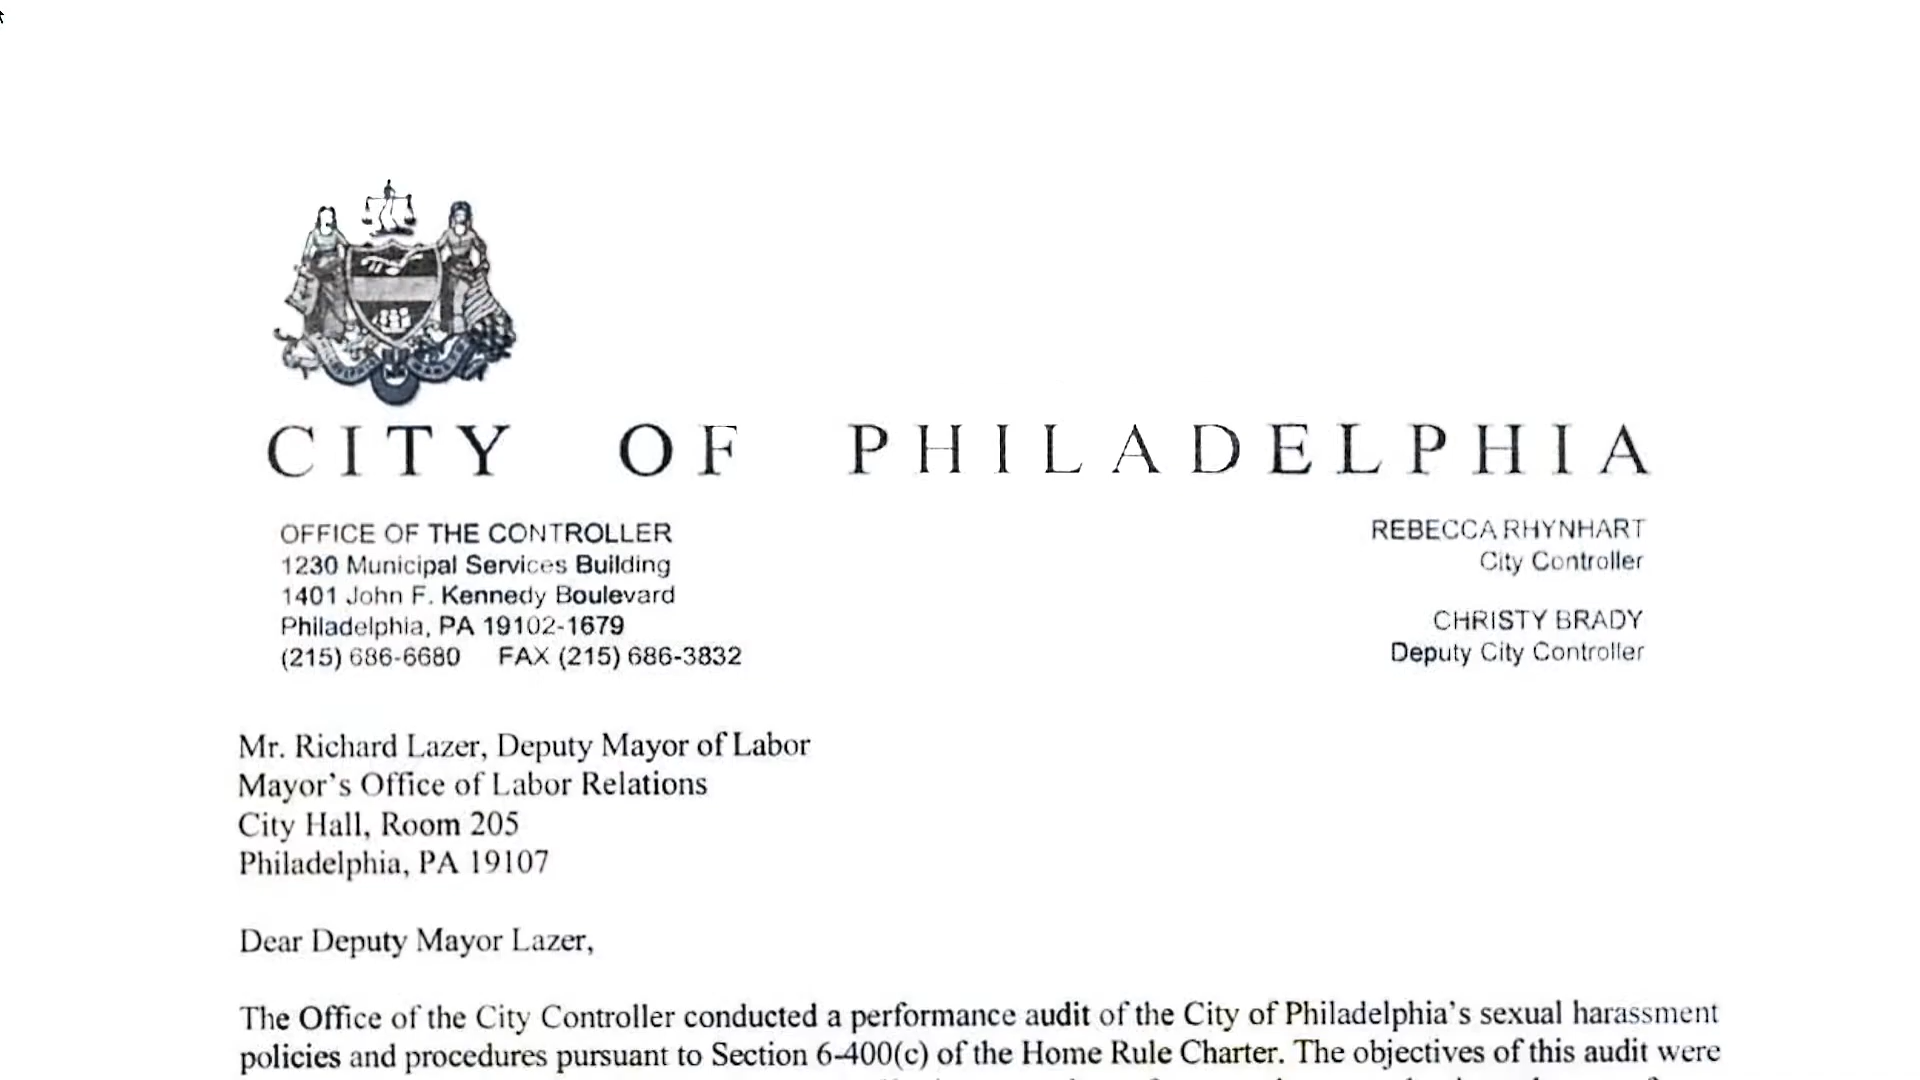 CITY OF PHILADELPHIA
OFFICE OF THE CONTROLLER
1230 Municipal Services Building
1401 John F. Kennedy Boulevard
Philadelphia, PA 19102-1679
(215) 686-6680 FAX (215) 686-3832
REBECCA RHYNHART
City Controller
CHRISTY BRADY
Deputy City Controller
Mr. Richard Lazer, Deputy Mayor of Labor
Mayor's Office of Labor Relations
City Hall, Room 205
Philadelphia, PA 19107
Dear Deputy Mayor Lazer,
The Office of the City Controller conducted a performance audit of the City of Philadelphia's sexual harassment
policies and procedures pursuant to Section 6-400(c) of the Home Rule Charter. The objectives of this audit were